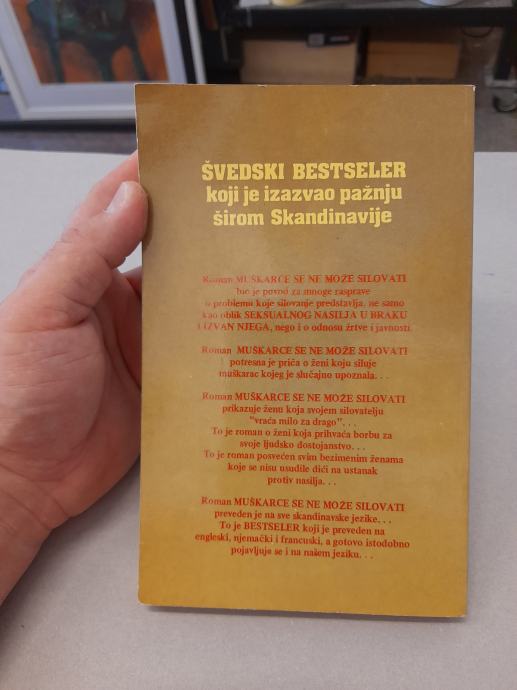 ŠVEDSKI BESTSELER
koji je izazvao pažnju
širom Skandinavije
Roman MUŠKARCE SE NE MOŽE SILOVATI
bio je povod za mnoge rasprave
o problemu koje silovanje predstavlja, ne samo
kao oblik SEKSUALNOG NASILJA U BRAKU
I IZVAN NJEGA, nego i o odnosu žrtve i javnosti
Roman MUŠKARCE SE NE MOŽE SILOVATI
potresna je priča o ženi koju siluje
muškarac kojeg je slučajno upoznala. . .
Roman MUŠKARCE SE NE MOŽE SILOVATI
prikazuje ženu koja svojem silovatelju
"vraća milo za drago". . .
To je roman o ženi koja prihvaća borbu za
svoje ljudsko dostojanstvo. . .
To je roman posvećen svim bezimenim ženama
koje se nisu usudile dići na ustanak
protiv nasilja. . .
Roman MUŠKARCE SE NE MOŽE SILOVATI
preveden je na sve skandinavske jezike. . .
To je BESTSELER koji je preveden na
engleski, njemački i francuski, a gotovo istodobno
pojavljuje se i na našem jeziku. . .